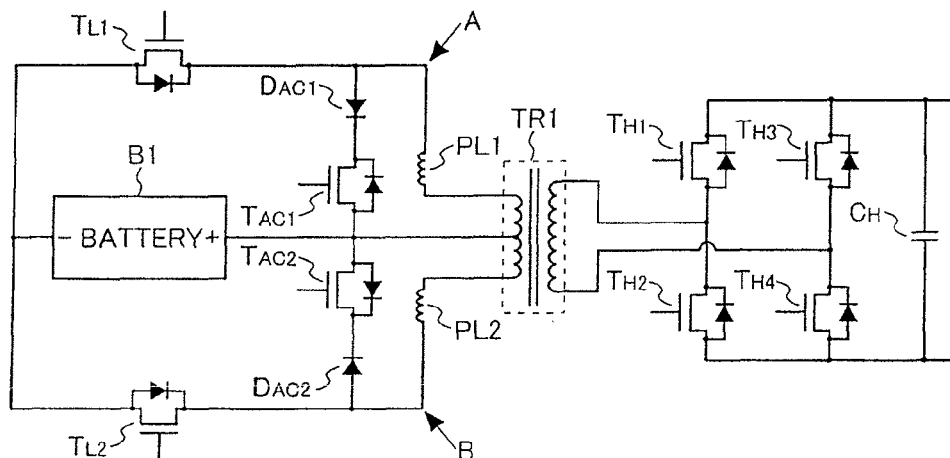 TL1
A
DAC1
TR1
TH1
TH3
B1
PL1
TAC1
CH
- BATTERY+
TAC2
TH2
TH4
PL2
DAC2
TL2
B